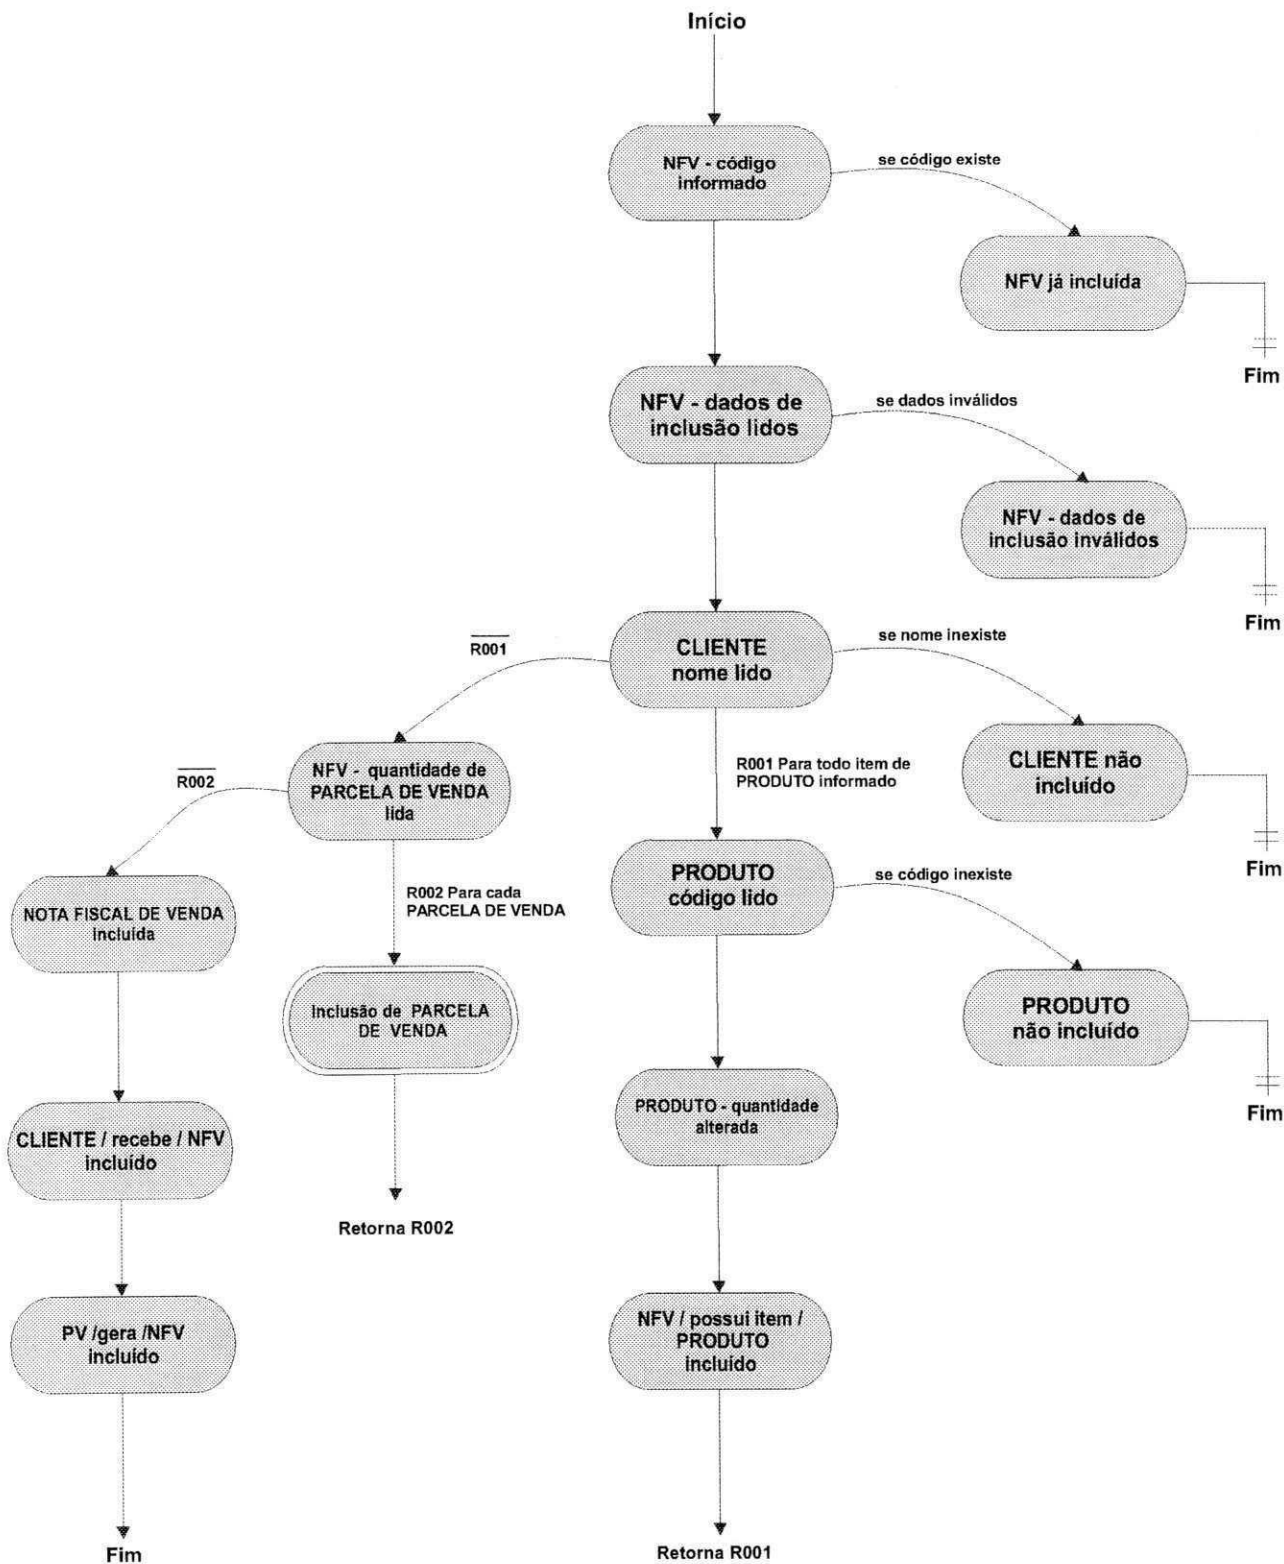 Início
NFV - código
informado
se código existe
NFV já incluída
Fim
NFV - dados de
inclusão lidos
se dados inválidos
NFV - dados de
inclusão inválidos
Fim
CLIENTE
nome lido
R001
se nome inexiste
CLIENTE não
incluído
Fim
R001 Para todo item de
PRODUTO informado
NFV - quantidade de
PARCELA DE VENDA
lida
R002
NOTA FISCAL DE VENDA
incluída
R002 Para cada
PARCELA DE VENDA
PRODUTO
código lido
se código inexiste
PRODUTO
não incluído
Fim
Inclusão de PARCELA
DE VENDA
PRODUTO - quantidade
alterada
CLIENTE / recebe / NFV
incluído
Retorna R002
PV /gera /NFV
incluído
NFV / possui item /
PRODUTO
incluído
Fim
Retorna R001